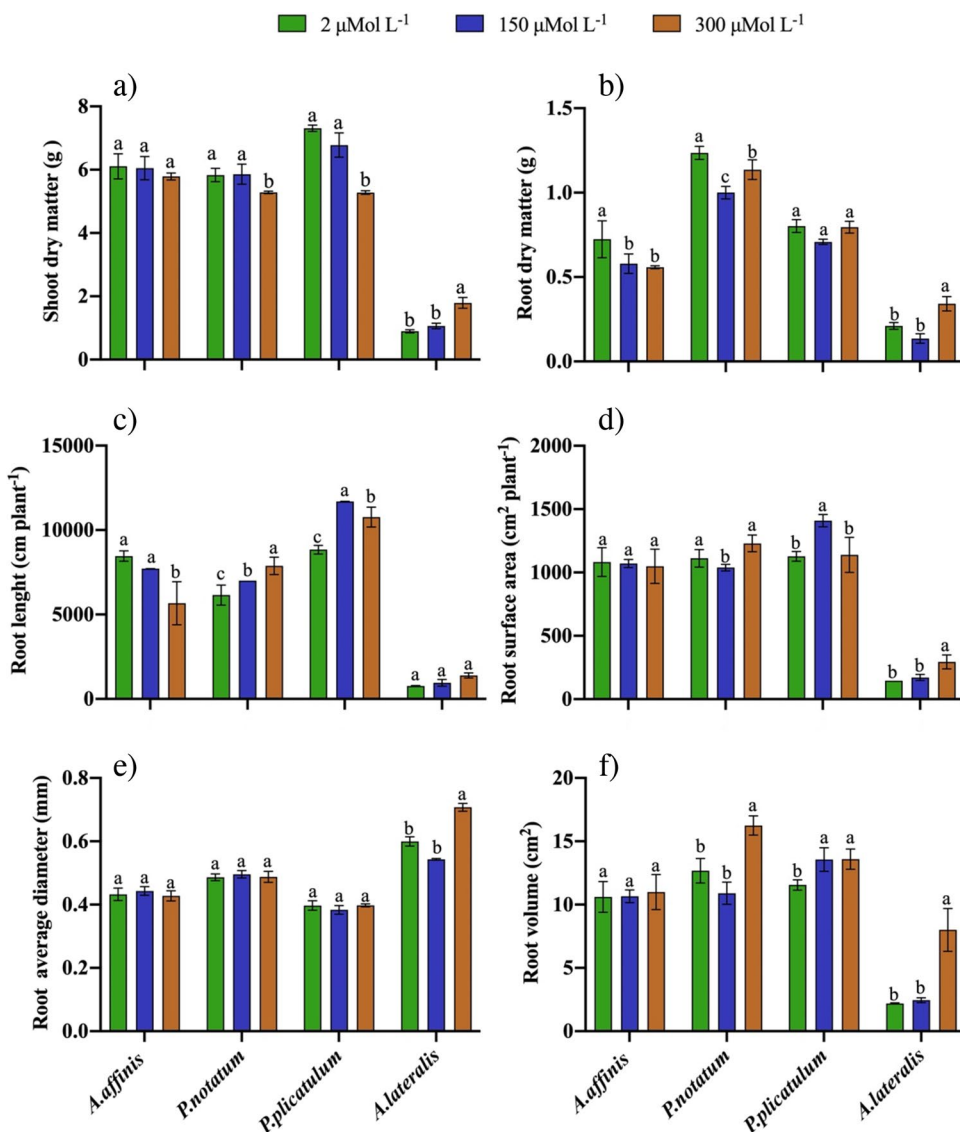 2 μMol L-1 150 μMol L-1 300 μMol L-1
a)
Shoot dry matter (g)
8
6
4
2
0
a a a
a a b
a a b
b b a
b)
Root dry matter (g)
1.5
1.0
0.5
0.0
a b b
a c b
a a a
b b a
c)
Root lenght (cm plant-1)
15000
10000
5000
0
a a b
c b a
c a b
a a a
d)
Root surface area (cm2 plant-1)
2000
1500
1000
500
0
a a a
a b a
b a b
b b a
e)
Root average diameter (mm)
0.8
0.6
0.4
0.2
0.0
a a a
a a a
a a a
b b a
A.affinis
P.notatum
P.plicatulum
A.lateralis
f)
Root volume (cm2)
20
15
10
5
0
a a a
b b a
b a a
b b a
A.affinis
P.notatum
P.plicatulum
A.lateralis